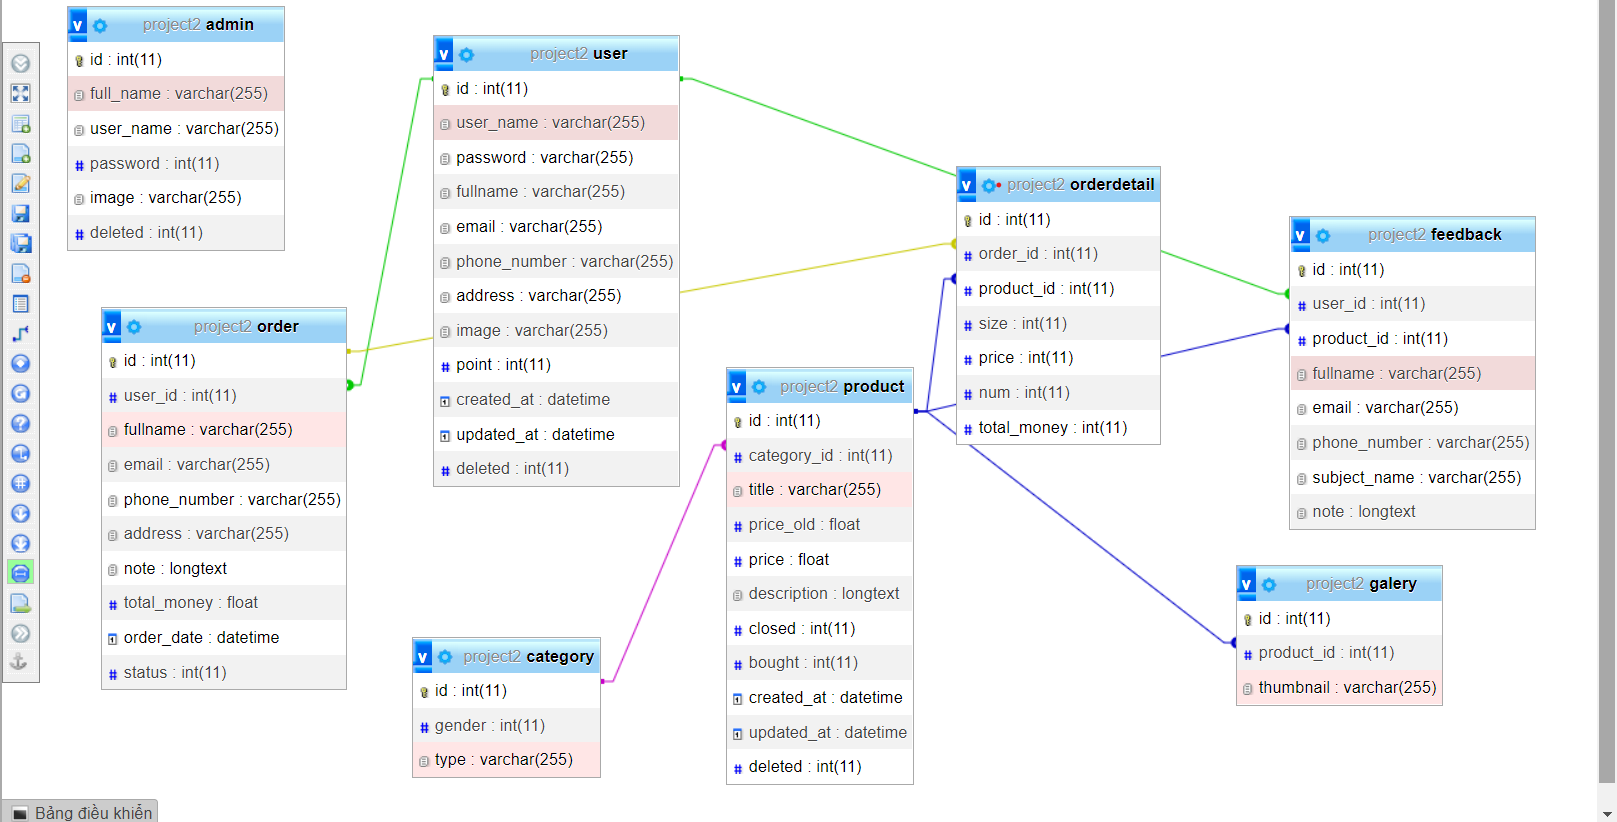 v project2 admin
id : int(11)
full_name : varchar(255)
user_name : varchar(255)
# password : int(11)
image : varchar(255)
# deleted : int(11)
v project2 user
id : int(11)
user_name : varchar(255)
password : varchar(255)
fullname : varchar(255)
email : varchar(255)
phone_number : varchar(255)
address : varchar(255)
image : varchar(255)
# point : int(11)
created_at : datetime
updated_at : datetime
# deleted : int(11)
v project2 order
id : int(11)
# user_id : int(11)
fullname : varchar(255)
email : varchar(255)
phone_number : varchar(255)
address : varchar(255)
note : longtext
# total_money : float
order_date : datetime
# status : int(11)
v project2 category
id : int(11)
# gender : int(11)
type : varchar(255)
v project2 product
id : int(11)
# category_id : int(11)
title : varchar(255)
# price_old : float
# price : float
description : longtext
# closed : int(11)
# bought : int(11)
created_at : datetime
updated_at : datetime
# deleted : int(11)
v project2 orderdetail
id : int(11)
# order_id : int(11)
# product_id : int(11)
# size : int(11)
# price : int(11)
# num : int(11)
# total_money : int(11)
v project2 feedback
id : int(11)
# user_id : int(11)
# product_id : int(11)
fullname : varchar(255)
email : varchar(255)
phone_number : varchar(255)
subject_name : varchar(255)
note : longtext
v project2 galery
id : int(11)
# product_id : int(11)
thumbnail : varchar(255)
Bảng điều khiển